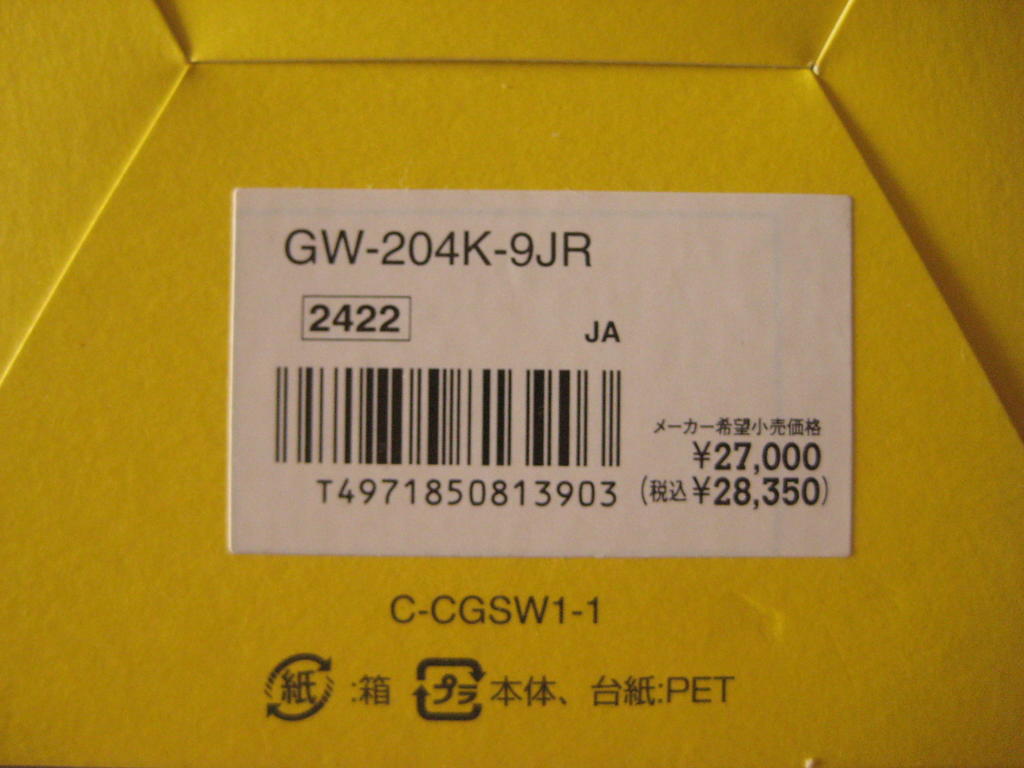 GW-204K-9JR
2422
JA
メーカー希望小売価格
¥27,000
T4971850813903 (税込¥28,350)
C-CGSW1-1
紙 :箱 プラ 本体、台紙:PET